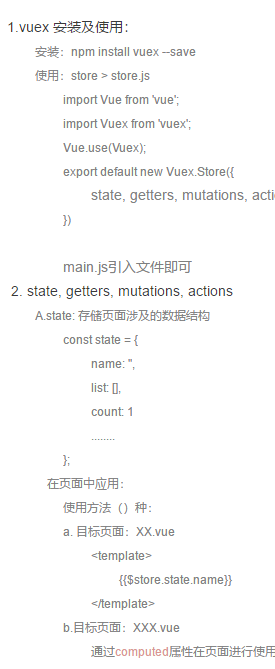 1.vuex 安装及使用：
安装：npm install vuex --save
使用：store > store.js
import Vue from 'vue';
import Vuex from 'vuex';
Vue.use(Vuex);
export default new Vuex.Store({
state, getters, mutations, acti
})
main.js引入文件即可
2. state, getters, mutations, actions
A.state: 存储页面涉及的数据结构
const state = {
name: '',
list: [],
count: 1
........
};
在页面中应用：
使用方法（）种：
a. 目标页面：XX.vue
<template>
{{$store.state.name}}
</template>
b.目标页面：XXX.vue
通过computed属性在页面进行使用